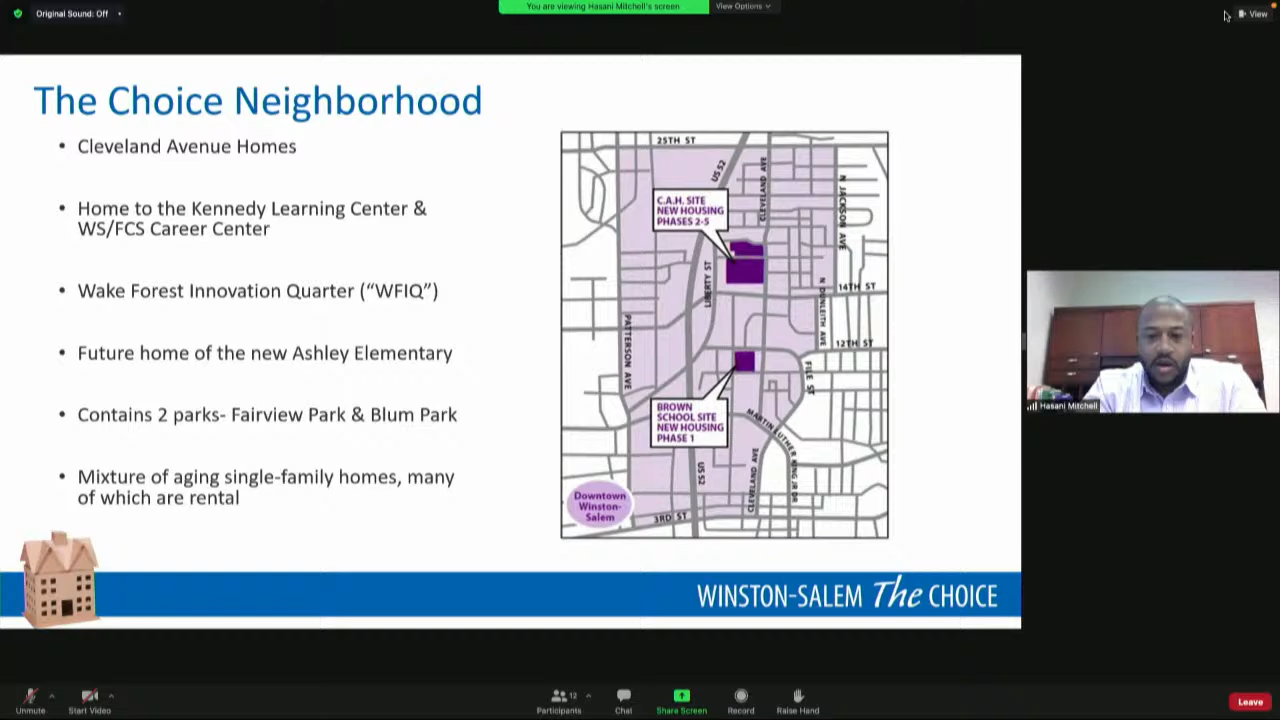 Original Sound: Off
You are viewing Hasani Mitchell's screen
View Options
View
The Choice Neighborhood
• Cleveland Avenue Homes
• Home to the Kennedy Learning Center &
WS/FCS Career Center
• Wake Forest Innovation Quarter (“WFIQ”)
• Future home of the new Ashley Elementary
• Contains 2 parks- Fairview Park & Blum Park
• Mixture of aging single-family homes, many
of which are rental
25TH ST
US 52
CLEVELAND AVE
N JACKSON AVE
C.A.H. SITE
NEW HOUSING
PHASES 2-5
LIBERTY ST
14TH ST
N DUNLEITH AVE
PATTERSON AVE
12TH ST
FILE ST
BROWN
SCHOOL SITE
NEW HOUSING
PHASE 1
MARTIN LUTHER KING JR DR
US 52
CLEVELAND AVE
Downtown
Winston-
Salem
3RD ST
WINSTON-SALEM The CHOICE
Hasani Mitchell
Unmute
Start Video
Participants
12
Chat
Share Screen
Record
Raise Hand
Leave